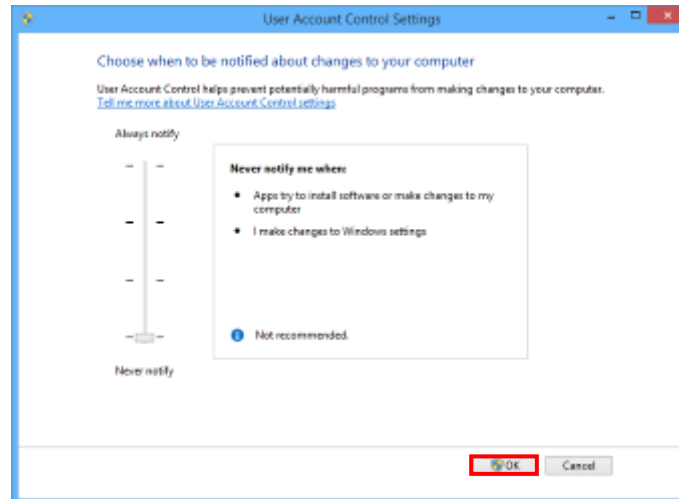 User Account Control Settings
Choose when to be notified about changes to your computer
User Account Control helps prevent potentially harmful programs from making changes to your computer.
Tell me more about User Account Control settings
Always notify
Never notify me when:
• Apps try to install software or make changes to my
computer
• I make changes to Windows settings
Not recommended.
Never notify
OK
Cancel